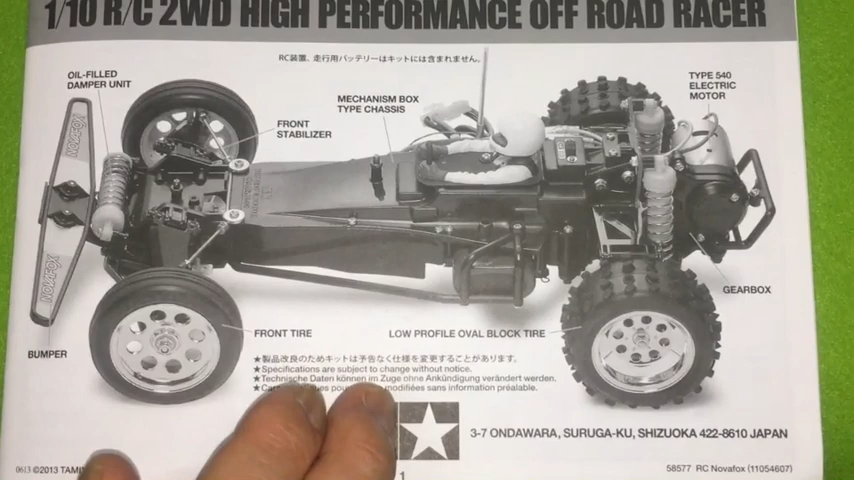 1/10 R/C 2WD HIGH PERFORMANCE OFF ROAD RACER
RC装置、走行用バッテリーはキットには含まれません。
OIL-FILLED
DAMPER UNIT
MECHANISM BOX
TYPE CHASSIS
TYPE 540
ELECTRIC
MOTOR
FRONT
STABILIZER
NOVAFOX
NOVAFOX
GEARBOX
BUMPER
FRONT TIRE
LOW PROFILE OVAL BLOCK TIRE
★製品改良のためキットは予告なく仕様を変更することがあります。
★Specifications are subject to change without notice.
★Technische Daten können im Zuge ohne Ankündigung verändert werden.
modifiées sans information préalable.
3-7 ONDAWARA, SURUGA-KU, SHIZUOKA 422-8610 JAPAN
0613 ©2013 TAMI
1
58577 RC Novafox (11054607)